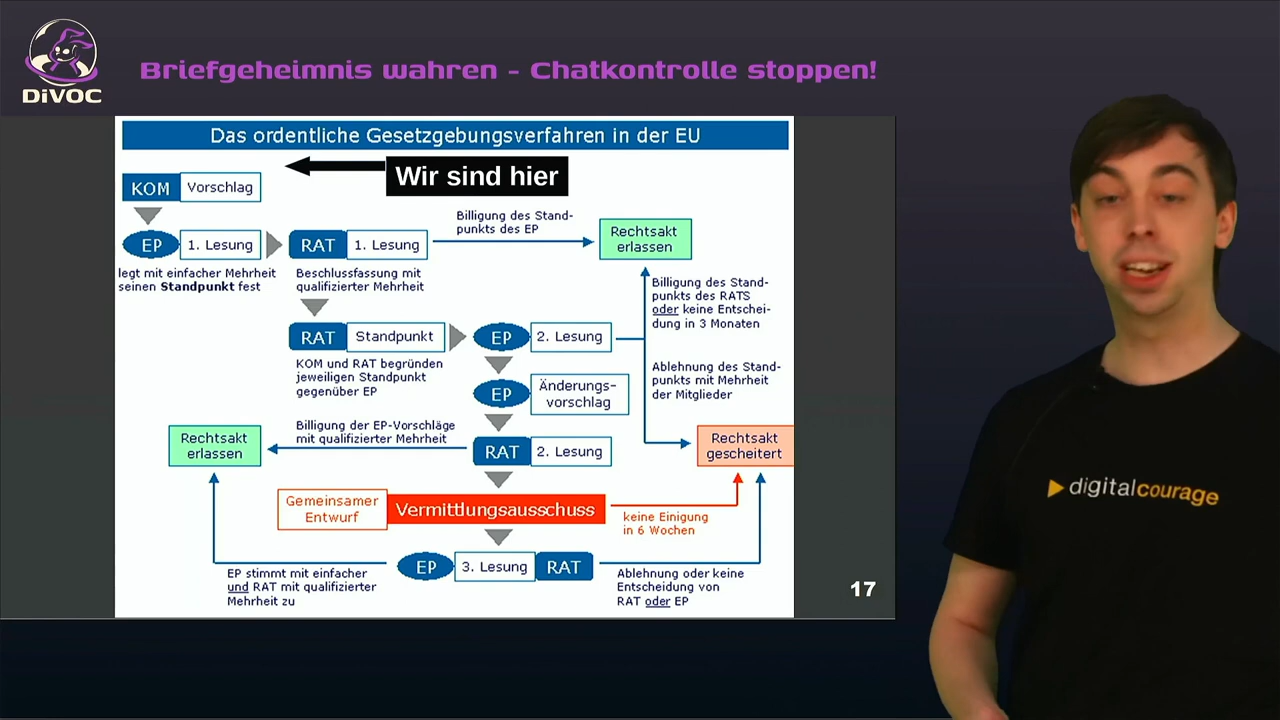 DiVOC
Briefgeheimnis wahren - Chatkontrolle stoppen!
Das ordentliche Gesetzgebungsverfahren in der EU
Wir sind hier
KOM Vorschlag
EP 1. Lesung
RAT 1. Lesung
Billigung des Stand-
punkts des EP
Rechtsakt
erlassen
legt mit einfacher Mehrheit
seinen Standpunkt fest
Beschlussfassung mit
qualifizierter Mehrheit
Billigung des Stand-
punkts des RATS
oder keine Entschei-
dung in 3 Monaten
RAT Standpunkt
EP 2. Lesung
KOM und RAT begründen
jeweiligen Standpunkt
gegenüber EP
Ablehnung des Stand-
punkts mit Mehrheit
der Mitglieder
EP Änderungs-
vorschlag
Billigung der EP-Vorschläge
mit qualifizierter Mehrheit
Rechtsakt
erlassen
RAT 2. Lesung
Rechtsakt
gescheitert
Gemeinsamer
Entwurf
Vermittlungsausschuss
keine Einigung
in 6 Wochen
EP 3. Lesung RAT
EP stimmt mit einfacher
und RAT mit qualifizierter
Mehrheit zu
Ablehnung oder keine
Entscheidung von
RAT oder EP
17
digitalcourage